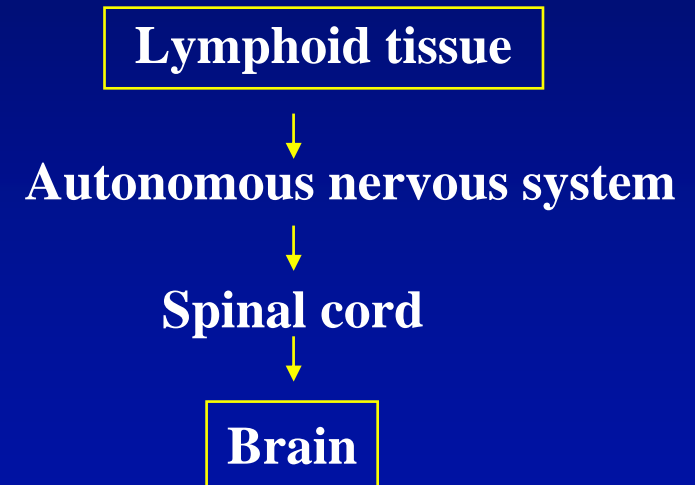 Lymphoid tissue
Autonomous nervous system
Spinal cord
Brain